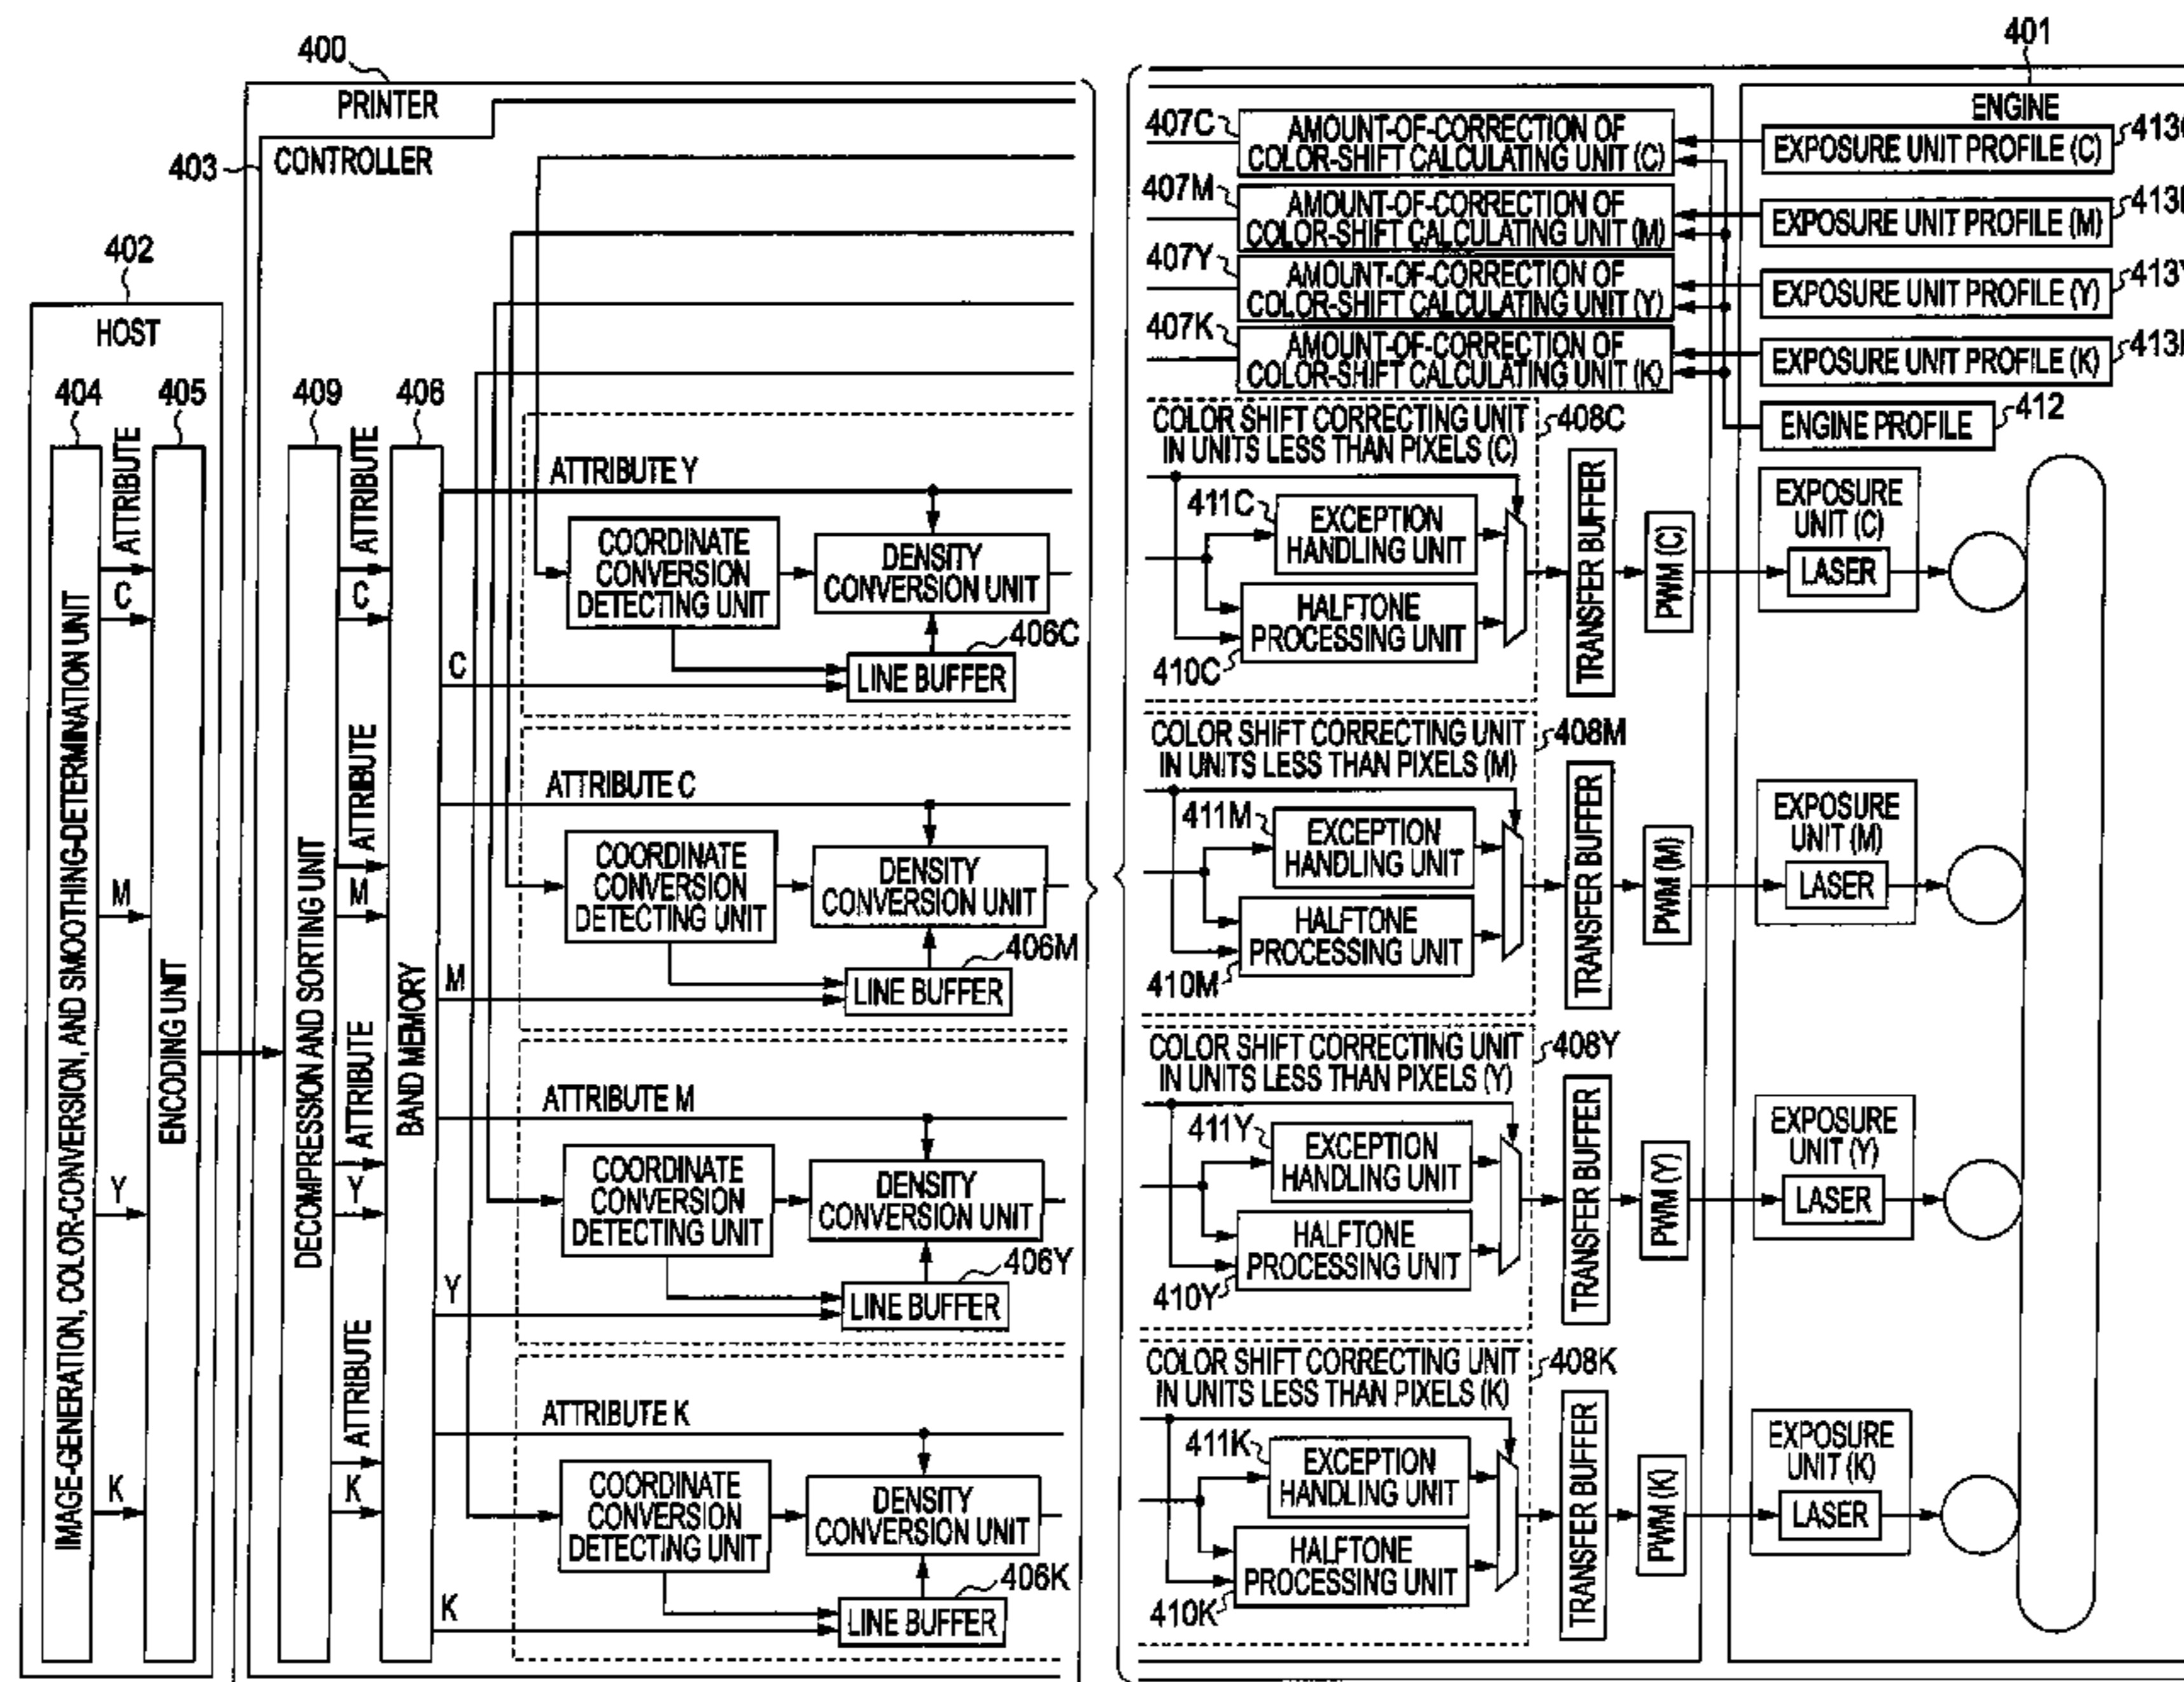 400
PRINTER
403
CONTROLLER
402
HOST
404
405
409
406
IMAGE-GENERATION, COLOR-CONVERSION, AND SMOOTHING-DETERMINATION UNIT
ATTRIBUTE
C
M
Y
K
ENCODING UNIT
DECOMPRESSION AND SORTING UNIT
ATTRIBUTE
C
ATTRIBUTE
M
ATTRIBUTE
Y
ATTRIBUTE
K
BAND MEMORY
ATTRIBUTE Y
COORDINATE
CONVERSION
DETECTING UNIT
DENSITY
CONVERSION UNIT
406C
C
LINE BUFFER
ATTRIBUTE C
COORDINATE
CONVERSION
DETECTING UNIT
DENSITY
CONVERSION UNIT
406M
M
LINE BUFFER
ATTRIBUTE M
COORDINATE
CONVERSION
DETECTING UNIT
DENSITY
CONVERSION UNIT
406Y
Y
LINE BUFFER
ATTRIBUTE K
COORDINATE
CONVERSION
DETECTING UNIT
DENSITY
CONVERSION UNIT
406K
K
LINE BUFFER
407C
AMOUNT-OF-CORRECTION OF
COLOR-SHIFT CALCULATING UNIT (C)
407M
AMOUNT-OF-CORRECTION OF
COLOR-SHIFT CALCULATING UNIT (M)
407Y
AMOUNT-OF-CORRECTION OF
COLOR-SHIFT CALCULATING UNIT (Y)
407K
AMOUNT-OF-CORRECTION OF
COLOR-SHIFT CALCULATING UNIT (K)
COLOR SHIFT CORRECTING UNIT
IN UNITS LESS THAN PIXELS (C)
408C
411C
EXCEPTION
HANDLING UNIT
HALFTONE
PROCESSING UNIT
410C
TRANSFER BUFFER
PWM (C)
COLOR SHIFT CORRECTING UNIT
IN UNITS LESS THAN PIXELS (M)
408M
411M
EXCEPTION
HANDLING UNIT
HALFTONE
PROCESSING UNIT
410M
TRANSFER BUFFER
PWM (M)
COLOR SHIFT CORRECTING UNIT
IN UNITS LESS THAN PIXELS (Y)
408Y
411Y
EXCEPTION
HANDLING UNIT
HALFTONE
PROCESSING UNIT
410Y
TRANSFER BUFFER
PWM (Y)
COLOR SHIFT CORRECTING UNIT
IN UNITS LESS THAN PIXELS (K)
408K
411K
EXCEPTION
HANDLING UNIT
HALFTONE
PROCESSING UNIT
410K
TRANSFER BUFFER
PWM (K)
401
ENGINE
EXPOSURE UNIT PROFILE (C)
EXPOSURE UNIT PROFILE (M)
EXPOSURE UNIT PROFILE (Y)
EXPOSURE UNIT PROFILE (K)
ENGINE PROFILE
412
EXPOSURE
UNIT (C)
LASER
EXPOSURE
UNIT (M)
LASER
EXPOSURE
UNIT (Y)
LASER
EXPOSURE
UNIT (K)
LASER